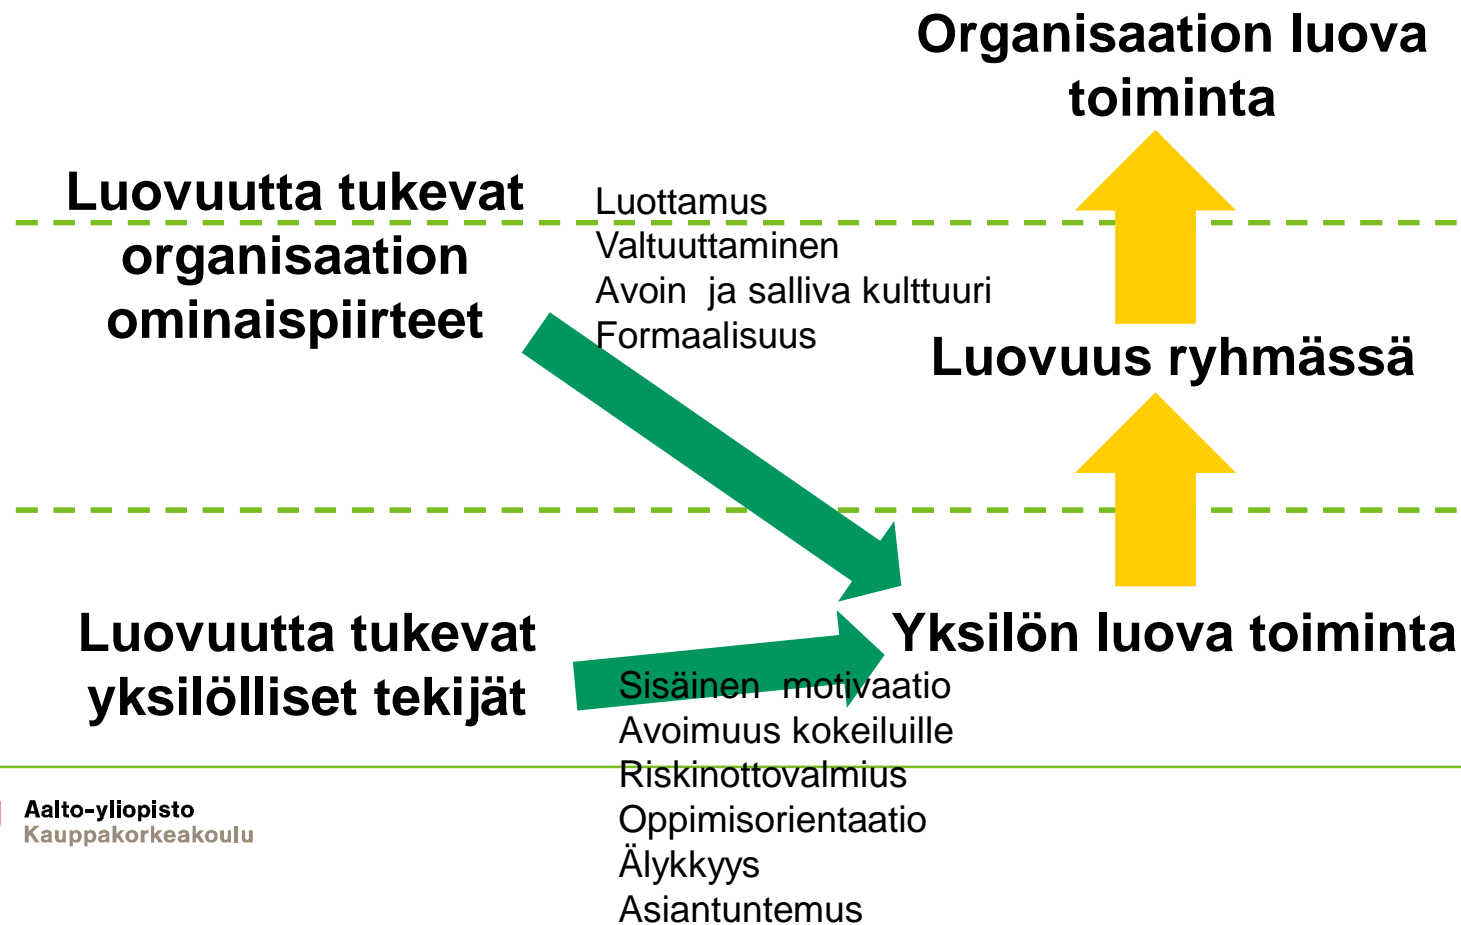 Organisaation luova
toiminta
Luovuutta tukevat
organisaation
ominaispiirteet
Luottamus
Valtuuttaminen
Avoin ja salliva kulttuuri
Formaalisuus
Luovuus ryhmässä
Luovuutta tukevat
yksilölliset tekijät
Yksilön luova toiminta
Sisäinen motivaatio
Avoimuus kokeiluille
Riskinottovalmius
Oppimisorientaatio
Älykkyys
Asiantuntemus
Aalto-yliopisto
Kauppakorkeakoulu